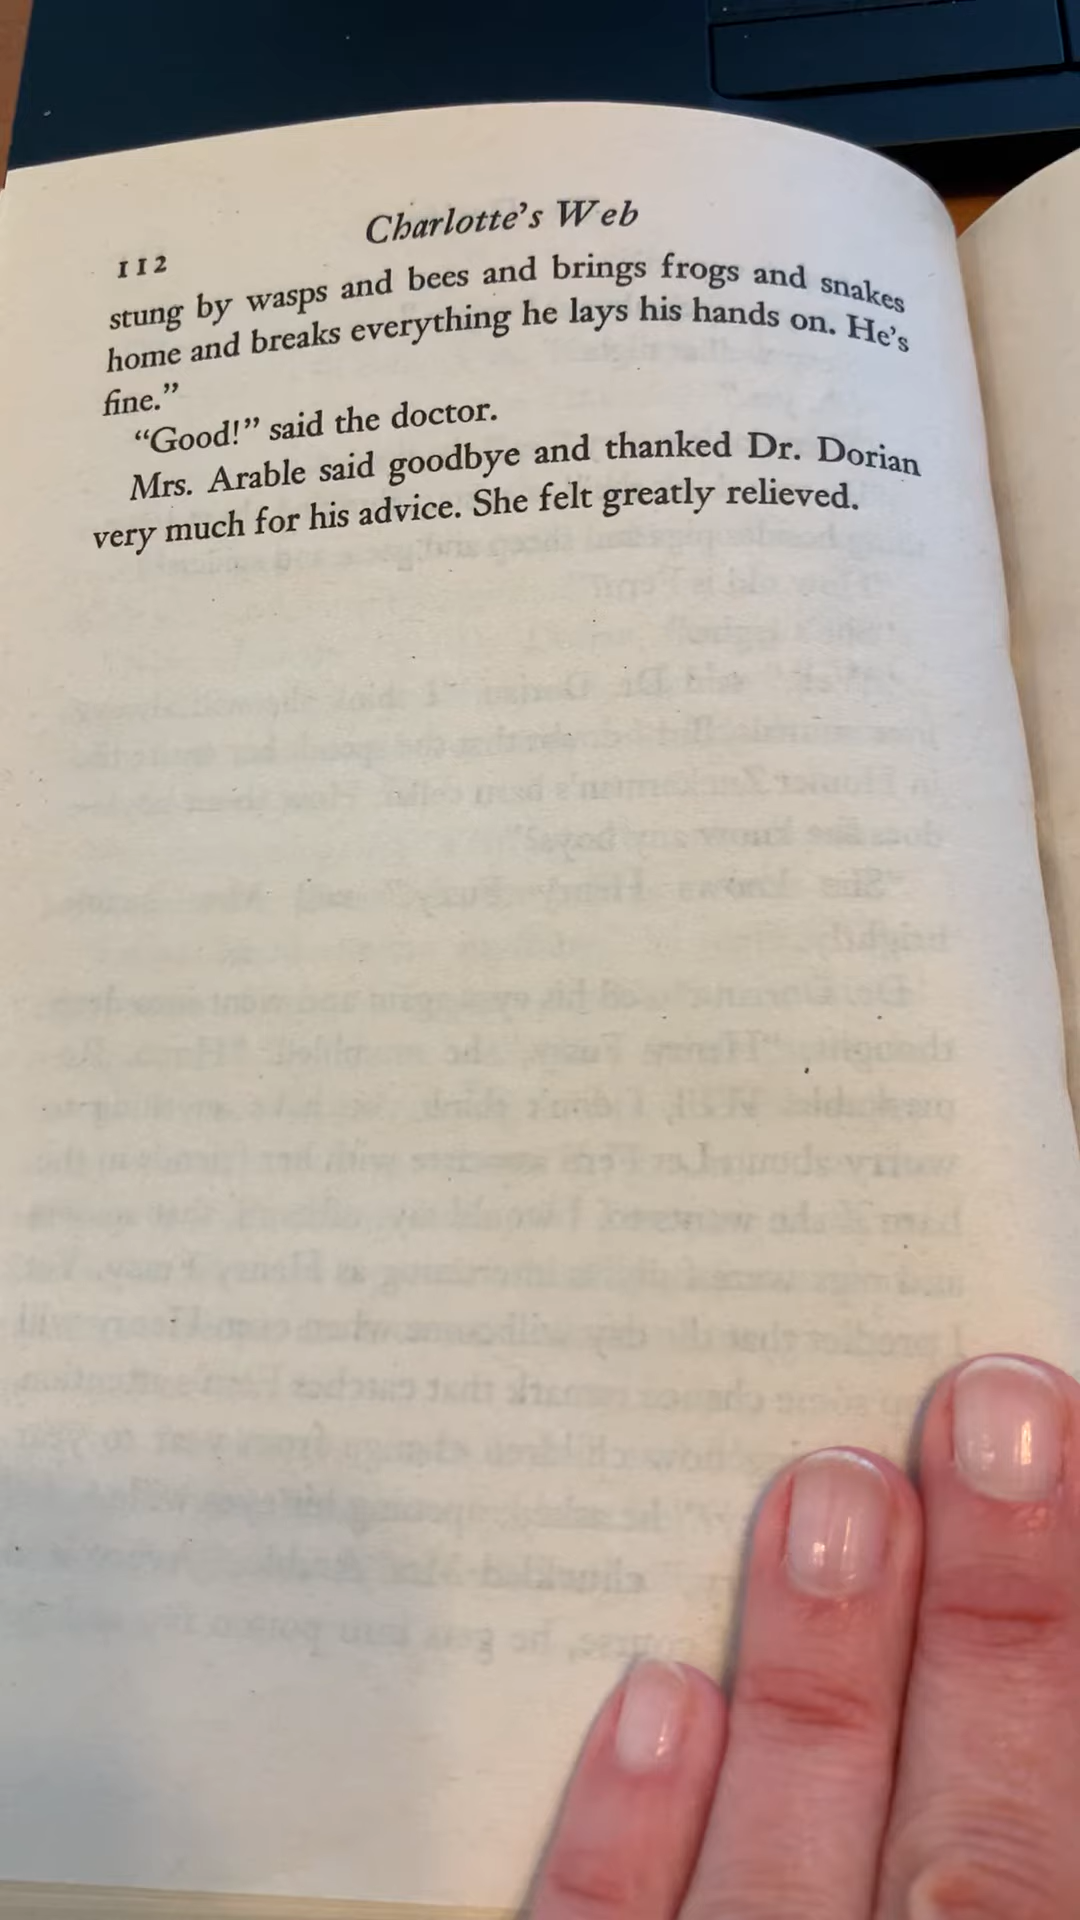 Charlotte's Web
112
stung by wasps and bees and brings frogs and snakes
home and breaks everything he lays his hands on. He's
fine.”
“Good!” said the doctor.
Mrs. Arable said goodbye and thanked Dr. Dorian
very much for his advice. She felt greatly relieved.